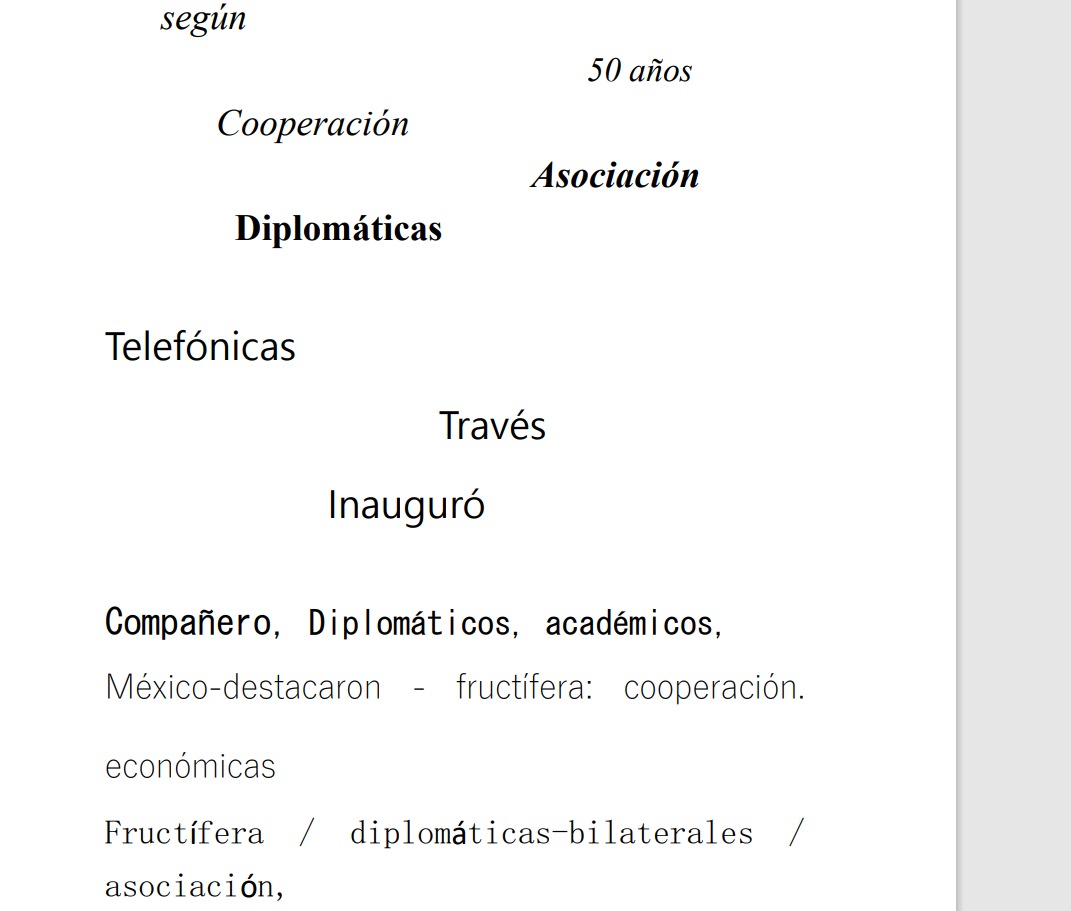 según
50 años
Cooperación
Asociación
Diplomáticas
Telefónicas
Través
Inauguró
Compañero, Diplomáticos, académicos,
México-destacaron - fructífera: cooperación.
económicas
Fructífera / diplomáticas-bilaterales /
asociación,